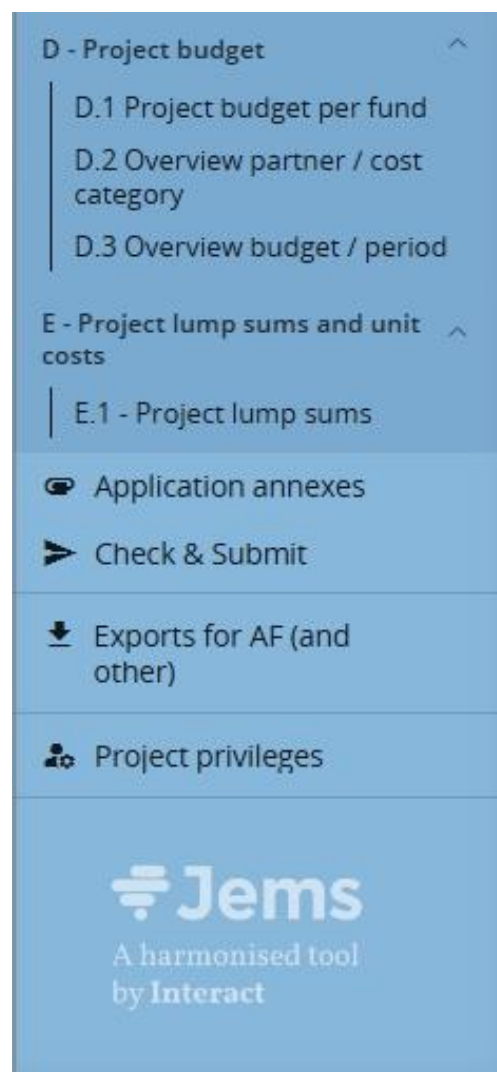 D - Project budget
D.1 Project budget per fund
D.2 Overview partner / cost
category
D.3 Overview budget / period
E - Project lump sums and unit
costs
E.1 - Project lump sums
Application annexes
Check & Submit
Exports for AF (and
other)
Project privileges
Jems
A harmonised tool
by Interact